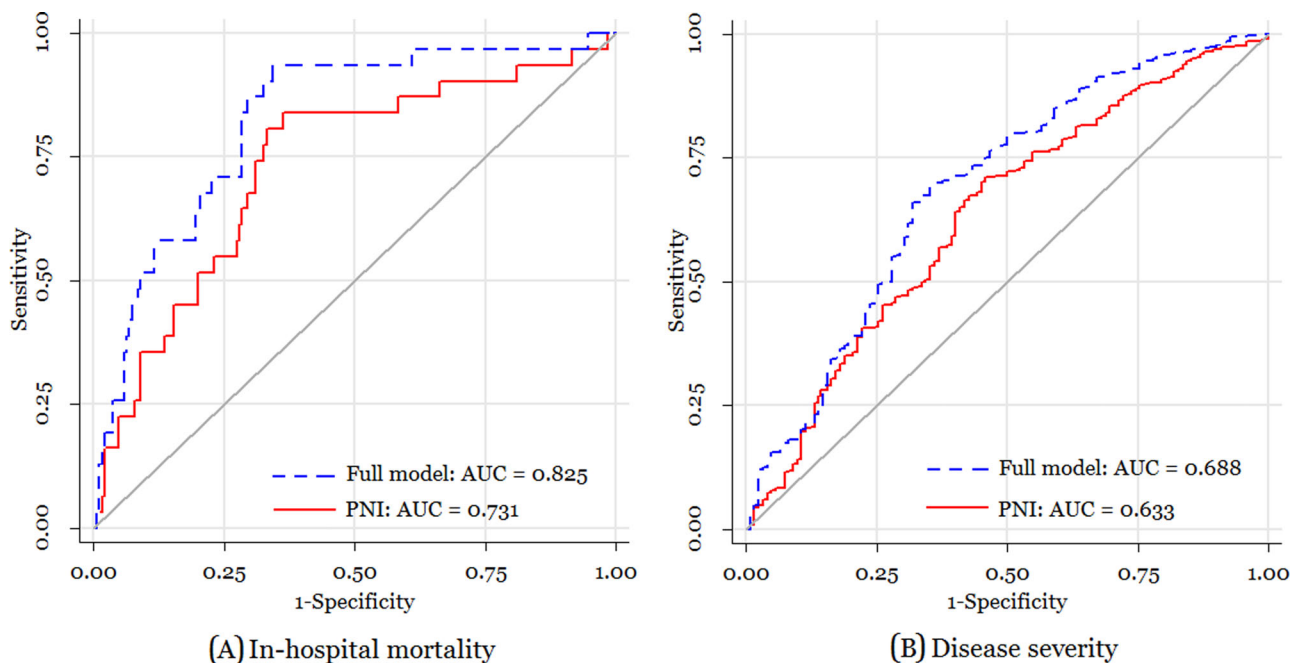 1.00
0.75
0.50
0.25
0.00
Sensitivity
Full model: AUC = 0.825
PNI: AUC = 0.731
0.00 0.25 0.50 0.75 1.00
1-Specificity
(A) In-hospital mortality
1.00
0.75
0.50
0.25
0.00
Sensitivity
Full model: AUC = 0.688
PNI: AUC = 0.633
0.00 0.25 0.50 0.75 1.00
1-Specificity
(B) Disease severity